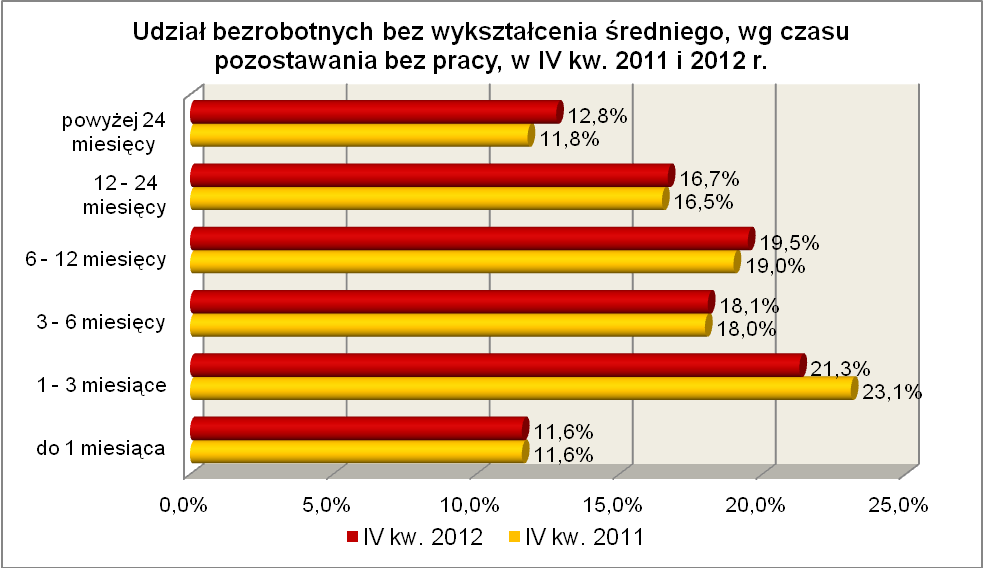 Udział bezrobotnych bez wykształcenia średniego, wg czasu
pozostawania bez pracy, w IV kw. 2011 i 2012 r.
powyżej 24
miesięcy
12,8%
11,8%
12 - 24
miesięcy
16,7%
16,5%
6 - 12 miesięcy
19,5%
19,0%
3 - 6 miesięcy
18,1%
18,0%
1 - 3 miesiące
21,3%
23,1%
do 1 miesiąca
11,6%
11,6%
0,0% 5,0% 10,0% 15,0% 20,0% 25,0%
IV kw. 2012 IV kw. 2011